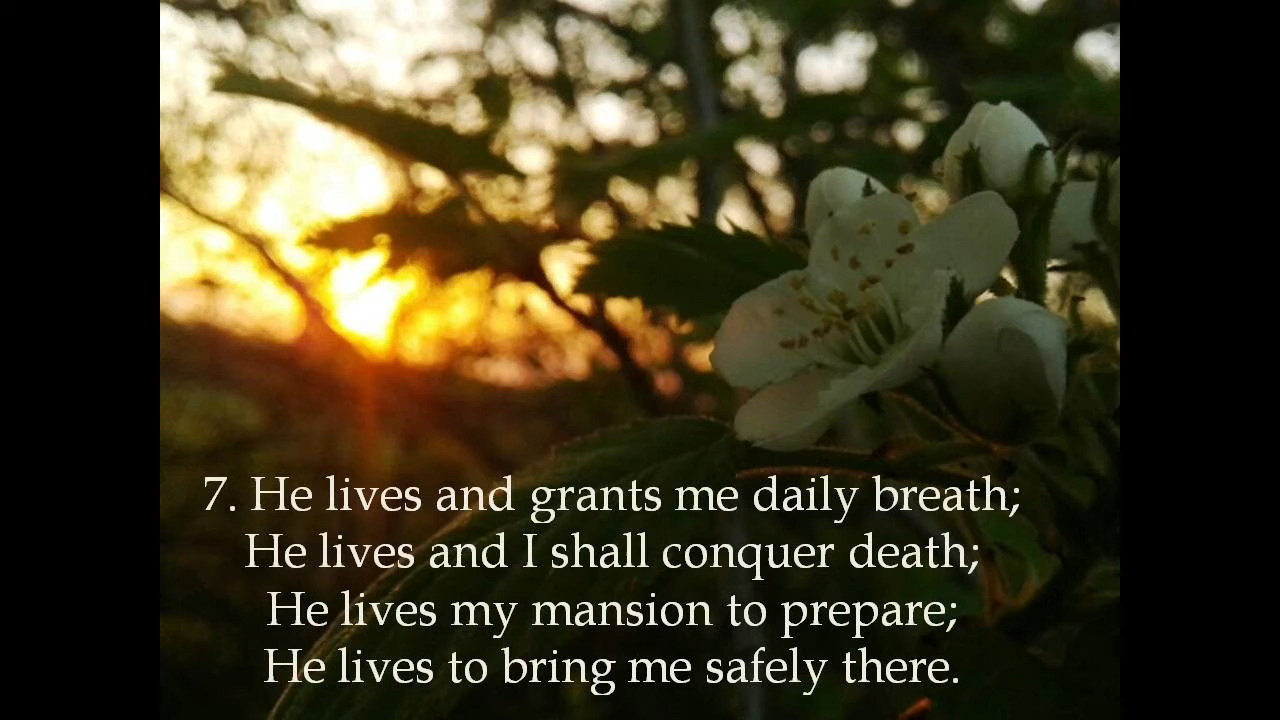 7. He lives and grants me daily breath;
He lives and I shall conquer death;
He lives my mansion to prepare;
He lives to bring me safely there.